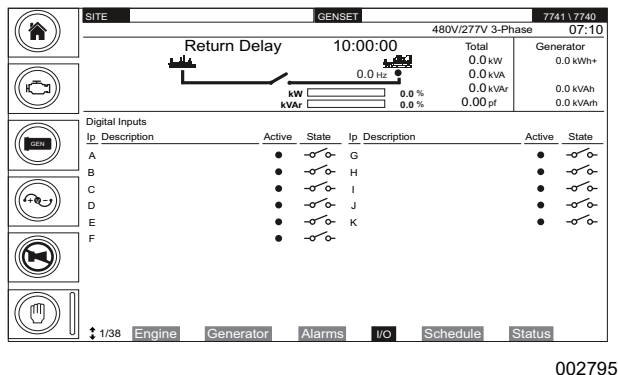 SITE GENSET 7741 \ 7740
480V/277V 3-Phase 07:10
Return Delay 10:00:00 Total Generator
0.0 kW 0.0 kWh+
0.0 Hz 0.0 kVA
kW 0.0 % 0.0 kVAr 0.0 kVAh
kVAr 0.0 % 0.00 pf 0.0 kVArh
Digital Inputs
Ip Description Active State Ip Description Active State
A G
B H
C I
D J
E K
F
GEN
+ -
1/38 Engine Generator Alarms I/O Schedule Status
002795